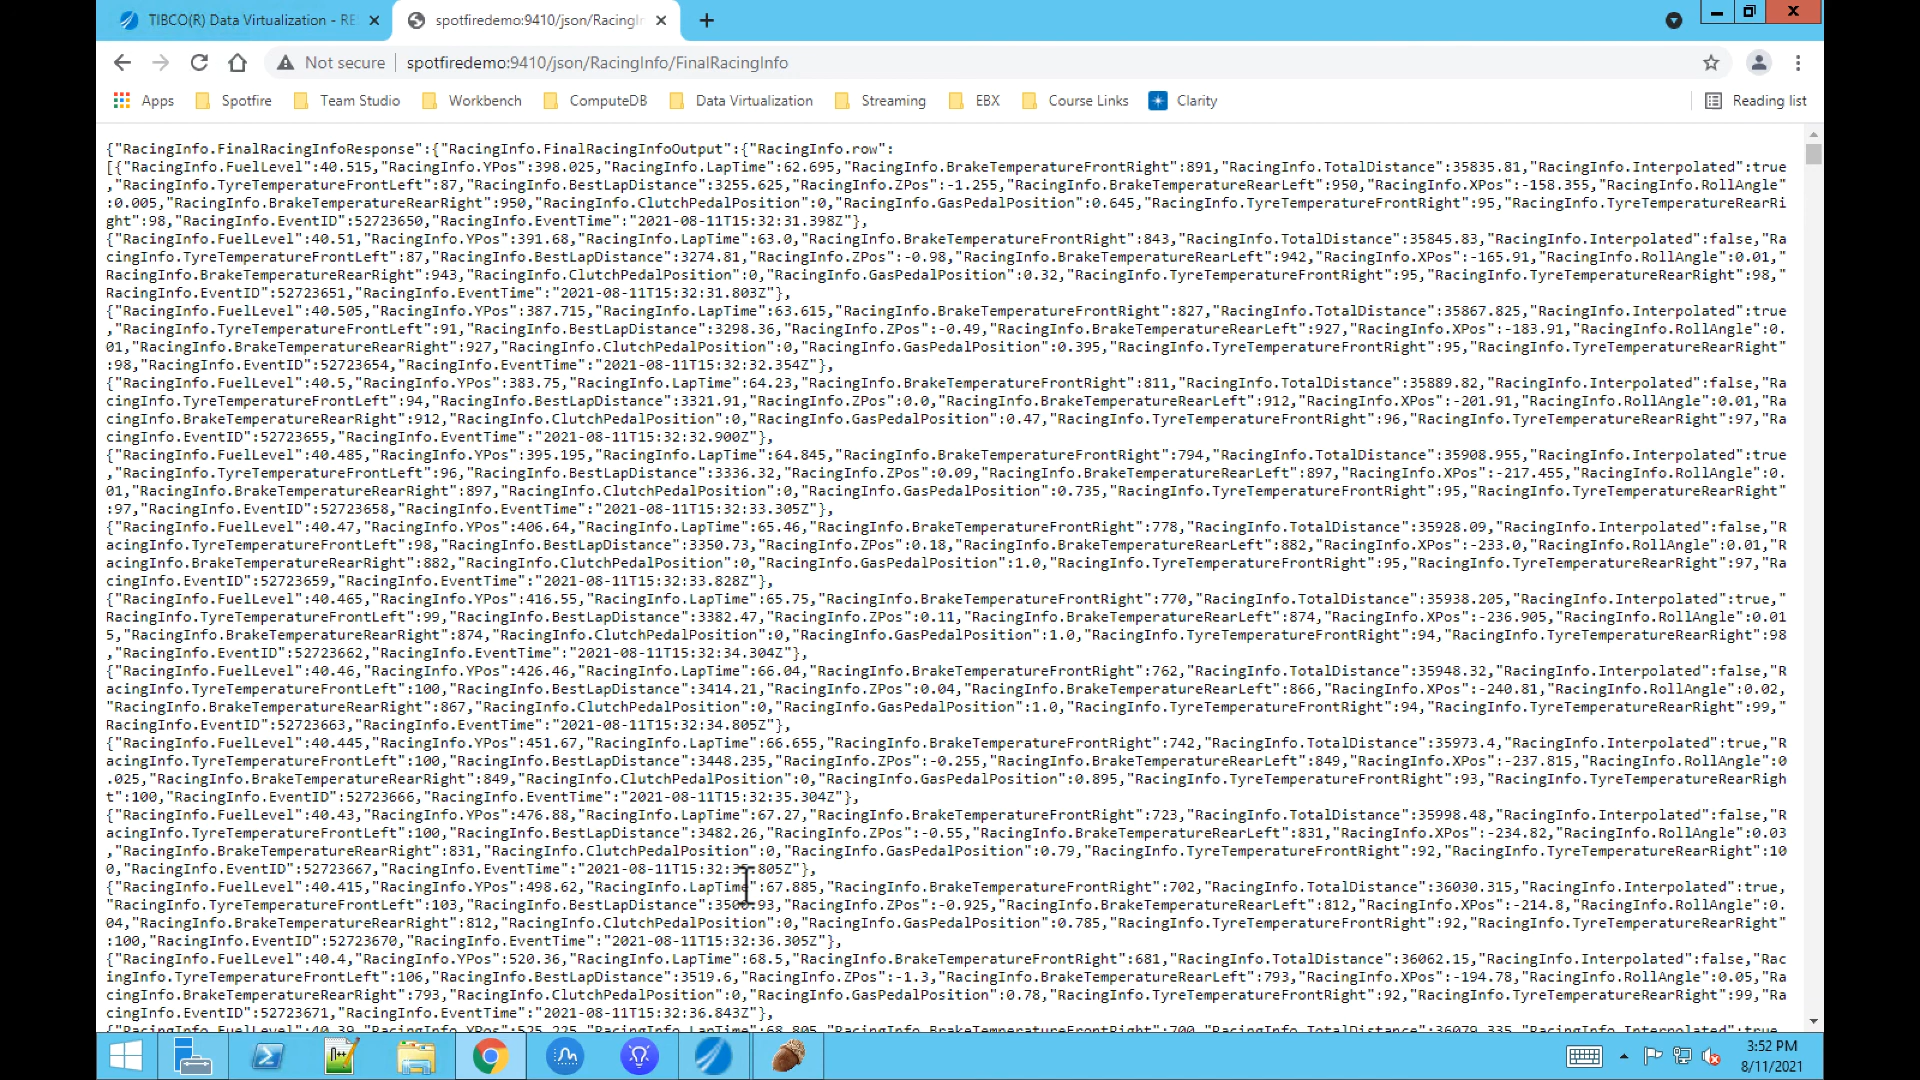 TIBCO(R) Data Virtualization - RE
spotfiredemo:9410/json/RacingIn
Not secure
spotfiredemo:9410/json/RacingInfo/FinalRacingInfo
Apps
Spotfire
Team Studio
Workbench
ComputeDB
Data Virtualization
Streaming
EBX
Course Links
Clarity
Reading list
{"RacingInfo.FinalRacingInfoResponse":{"RacingInfo.FinalRacingInfoOutput":{"RacingInfo.row":
[{"RacingInfo.FuelLevel":40.515,"RacingInfo.YPos":398.025,"RacingInfo.LapTime":62.695,"RacingInfo.BrakeTemperatureFrontRight":891,"RacingInfo.TotalDistance":35835.81,"RacingInfo.Interpolated":true
,"RacingInfo.TyreTemperatureFrontLeft":87,"RacingInfo.BestLapDistance":3255.625,"RacingInfo.ZPos":-1.255,"RacingInfo.BrakeTemperatureRearLeft":950,"RacingInfo.XPos":-158.355,"RacingInfo.RollAngle"
:0.005,"RacingInfo.BrakeTemperatureRearRight":950,"RacingInfo.ClutchPedalPosition":0,"RacingInfo.GasPedalPosition":0.645,"RacingInfo.TyreTemperatureFrontRight":95,"RacingInfo.TyreTemperatureRearRi
ght":98,"RacingInfo.EventID":52723650,"RacingInfo.EventTime":"2021-08-11T15:32:31.398Z"},
{"RacingInfo.FuelLevel":40.51,"RacingInfo.YPos":391.68,"RacingInfo.LapTime":63.0,"RacingInfo.BrakeTemperatureFrontRight":843,"RacingInfo.TotalDistance":35845.83,"RacingInfo.Interpolated":false,"Ra
cingInfo.TyreTemperatureFrontLeft":87,"RacingInfo.BestLapDistance":3274.81,"RacingInfo.ZPos":-0.98,"RacingInfo.BrakeTemperatureRearLeft":942,"RacingInfo.XPos":-165.91,"RacingInfo.RollAngle":0.01,"
RacingInfo.BrakeTemperatureRearRight":943,"RacingInfo.ClutchPedalPosition":0,"RacingInfo.GasPedalPosition":0.32,"RacingInfo.TyreTemperatureFrontRight":95,"RacingInfo.TyreTemperatureRearRight":98,"
RacingInfo.EventID":52723651,"RacingInfo.EventTime":"2021-08-11T15:32:31.803Z"},
{"RacingInfo.FuelLevel":40.505,"RacingInfo.YPos":387.715,"RacingInfo.LapTime":63.615,"RacingInfo.BrakeTemperatureFrontRight":827,"RacingInfo.TotalDistance":35867.825,"RacingInfo.Interpolated":true
,"RacingInfo.TyreTemperatureFrontLeft":91,"RacingInfo.BestLapDistance":3298.36,"RacingInfo.ZPos":-0.49,"RacingInfo.BrakeTemperatureRearLeft":927,"RacingInfo.XPos":-183.91,"RacingInfo.RollAngle":0.
01,"RacingInfo.BrakeTemperatureRearRight":927,"RacingInfo.ClutchPedalPosition":0,"RacingInfo.GasPedalPosition":0.395,"RacingInfo.TyreTemperatureFrontRight":95,"RacingInfo.TyreTemperatureRearRight"
:98,"RacingInfo.EventID":52723654,"RacingInfo.EventTime":"2021-08-11T15:32:32.354Z"},
{"RacingInfo.FuelLevel":40.5,"RacingInfo.YPos":383.75,"RacingInfo.LapTime":64.23,"RacingInfo.BrakeTemperatureFrontRight":811,"RacingInfo.TotalDistance":35889.82,"RacingInfo.Interpolated":false,"Ra
cingInfo.TyreTemperatureFrontLeft":94,"RacingInfo.BestLapDistance":3321.91,"RacingInfo.ZPos":0.0,"RacingInfo.BrakeTemperatureRearLeft":912,"RacingInfo.XPos":-201.91,"RacingInfo.RollAngle":0.01,"Ra
cingInfo.BrakeTemperatureRearRight":912,"RacingInfo.ClutchPedalPosition":0,"RacingInfo.GasPedalPosition":0.47,"RacingInfo.TyreTemperatureFrontRight":96,"RacingInfo.TyreTemperatureRearRight":97,"Ra
cingInfo.EventID":52723655,"RacingInfo.EventTime":"2021-08-11T15:32:32.900Z"},
{"RacingInfo.FuelLevel":40.485,"RacingInfo.YPos":395.195,"RacingInfo.LapTime":64.845,"RacingInfo.BrakeTemperatureFrontRight":794,"RacingInfo.TotalDistance":35908.955,"RacingInfo.Interpolated":true
,"RacingInfo.TyreTemperatureFrontLeft":96,"RacingInfo.BestLapDistance":3336.32,"RacingInfo.ZPos":0.09,"RacingInfo.BrakeTemperatureRearLeft":897,"RacingInfo.XPos":-217.455,"RacingInfo.RollAngle":0.
01,"RacingInfo.BrakeTemperatureRearRight":897,"RacingInfo.ClutchPedalPosition":0,"RacingInfo.GasPedalPosition":0.735,"RacingInfo.TyreTemperatureFrontRight":95,"RacingInfo.TyreTemperatureRearRight"
:97,"RacingInfo.EventID":52723658,"RacingInfo.EventTime":"2021-08-11T15:32:33.305Z"},
{"RacingInfo.FuelLevel":40.47,"RacingInfo.YPos":406.64,"RacingInfo.LapTime":65.46,"RacingInfo.BrakeTemperatureFrontRight":778,"RacingInfo.TotalDistance":35928.09,"RacingInfo.Interpolated":false,"R
acingInfo.TyreTemperatureFrontLeft":98,"RacingInfo.BestLapDistance":3350.73,"RacingInfo.ZPos":0.18,"RacingInfo.BrakeTemperatureRearLeft":882,"RacingInfo.XPos":-233.0,"RacingInfo.RollAngle":0.01,"R
acingInfo.BrakeTemperatureRearRight":882,"RacingInfo.ClutchPedalPosition":0,"RacingInfo.GasPedalPosition":1.0,"RacingInfo.TyreTemperatureFrontRight":95,"RacingInfo.TyreTemperatureRearRight":97,"Ra
cingInfo.EventID":52723659,"RacingInfo.EventTime":"2021-08-11T15:32:33.828Z"},
{"RacingInfo.FuelLevel":40.465,"RacingInfo.YPos":416.55,"RacingInfo.LapTime":65.75,"RacingInfo.BrakeTemperatureFrontRight":770,"RacingInfo.TotalDistance":35938.205,"RacingInfo.Interpolated":true,"
RacingInfo.TyreTemperatureFrontLeft":99,"RacingInfo.BestLapDistance":3382.47,"RacingInfo.ZPos":0.11,"RacingInfo.BrakeTemperatureRearLeft":874,"RacingInfo.XPos":-236.905,"RacingInfo.RollAngle":0.01
5,"RacingInfo.BrakeTemperatureRearRight":874,"RacingInfo.ClutchPedalPosition":0,"RacingInfo.GasPedalPosition":1.0,"RacingInfo.TyreTemperatureFrontRight":94,"RacingInfo.TyreTemperatureRearRight":98
,"RacingInfo.EventID":52723662,"RacingInfo.EventTime":"2021-08-11T15:32:34.304Z"},
{"RacingInfo.FuelLevel":40.46,"RacingInfo.YPos":426.46,"RacingInfo.LapTime":66.04,"RacingInfo.BrakeTemperatureFrontRight":762,"RacingInfo.TotalDistance":35948.32,"RacingInfo.Interpolated":false,"R
acingInfo.TyreTemperatureFrontLeft":100,"RacingInfo.BestLapDistance":3414.21,"RacingInfo.ZPos":0.04,"RacingInfo.BrakeTemperatureRearLeft":866,"RacingInfo.XPos":-240.81,"RacingInfo.RollAngle":0.02,
"RacingInfo.BrakeTemperatureRearRight":867,"RacingInfo.ClutchPedalPosition":0,"RacingInfo.GasPedalPosition":1.0,"RacingInfo.TyreTemperatureFrontRight":94,"RacingInfo.TyreTemperatureRearRight":99,"
RacingInfo.EventID":52723663,"RacingInfo.EventTime":"2021-08-11T15:32:34.805Z"},
{"RacingInfo.FuelLevel":40.445,"RacingInfo.YPos":451.67,"RacingInfo.LapTime":66.655,"RacingInfo.BrakeTemperatureFrontRight":742,"RacingInfo.TotalDistance":35973.4,"RacingInfo.Interpolated":true,"R
acingInfo.TyreTemperatureFrontLeft":100,"RacingInfo.BestLapDistance":3448.235,"RacingInfo.ZPos":-0.255,"RacingInfo.BrakeTemperatureRearLeft":849,"RacingInfo.XPos":-237.815,"RacingInfo.RollAngle":0
.025,"RacingInfo.BrakeTemperatureRearRight":849,"RacingInfo.ClutchPedalPosition":0,"RacingInfo.GasPedalPosition":0.895,"RacingInfo.TyreTemperatureFrontRight":93,"RacingInfo.TyreTemperatureRearRigh
t":100,"RacingInfo.EventID":52723666,"RacingInfo.EventTime":"2021-08-11T15:32:35.304Z"},
{"RacingInfo.FuelLevel":40.43,"RacingInfo.YPos":476.88,"RacingInfo.LapTime":67.27,"RacingInfo.BrakeTemperatureFrontRight":723,"RacingInfo.TotalDistance":35998.48,"RacingInfo.Interpolated":false,"R
acingInfo.TyreTemperatureFrontLeft":100,"RacingInfo.BestLapDistance":3482.26,"RacingInfo.ZPos":-0.55,"RacingInfo.BrakeTemperatureRearLeft":831,"RacingInfo.XPos":-234.82,"RacingInfo.RollAngle":0.03
,"RacingInfo.BrakeTemperatureRearRight":831,"RacingInfo.ClutchPedalPosition":0,"RacingInfo.GasPedalPosition":0.79,"RacingInfo.TyreTemperatureFrontRight":92,"RacingInfo.TyreTemperatureRearRight":10
0,"RacingInfo.EventID":52723667,"RacingInfo.EventTime":"2021-08-11T15:32:35.805Z"},
{"RacingInfo.FuelLevel":40.415,"RacingInfo.YPos":498.62,"RacingInfo.LapTime":67.885,"RacingInfo.BrakeTemperatureFrontRight":702,"RacingInfo.TotalDistance":36030.315,"RacingInfo.Interpolated":true,
"RacingInfo.TyreTemperatureFrontLeft":103,"RacingInfo.BestLapDistance":3500.93,"RacingInfo.ZPos":-0.925,"RacingInfo.BrakeTemperatureRearLeft":812,"RacingInfo.XPos":-214.8,"RacingInfo.RollAngle":0.
04,"RacingInfo.BrakeTemperatureRearRight":812,"RacingInfo.ClutchPedalPosition":0,"RacingInfo.GasPedalPosition":0.785,"RacingInfo.TyreTemperatureFrontRight":92,"RacingInfo.TyreTemperatureRearRight"
:100,"RacingInfo.EventID":52723670,"RacingInfo.EventTime":"2021-08-11T15:32:36.305Z"},
{"RacingInfo.FuelLevel":40.4,"RacingInfo.YPos":520.36,"RacingInfo.LapTime":68.5,"RacingInfo.BrakeTemperatureFrontRight":681,"RacingInfo.TotalDistance":36062.15,"RacingInfo.Interpolated":false,"Rac
ingInfo.TyreTemperatureFrontLeft":106,"RacingInfo.BestLapDistance":3519.6,"RacingInfo.ZPos":-1.3,"RacingInfo.BrakeTemperatureRearLeft":793,"RacingInfo.XPos":-194.78,"RacingInfo.RollAngle":0.05,"Ra
cingInfo.BrakeTemperatureRearRight":793,"RacingInfo.ClutchPedalPosition":0,"RacingInfo.GasPedalPosition":0.78,"RacingInfo.TyreTemperatureFrontRight":92,"RacingInfo.TyreTemperatureRearRight":99,"Ra
cingInfo.EventID":52723671,"RacingInfo.EventTime":"2021-08-11T15:32:36.843Z"},
{"RacingInfo.FuelLevel":40.39,"RacingInfo.YPos":525.225,"RacingInfo.LapTime":68.805,"RacingInfo.BrakeTemperatureFrontRight":700,"RacingInfo.TotalDistance":36079.335,"RacingInfo.Interpolated":true,
3:52 PM
8/11/2021